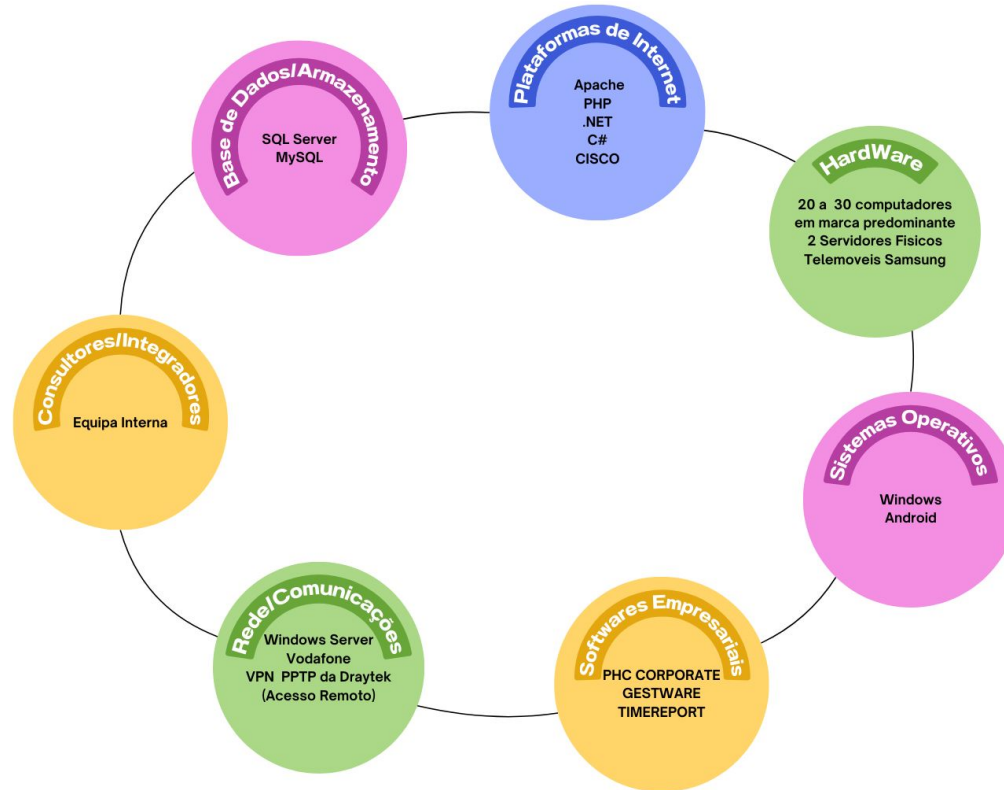 Plataformas de Internet
Apache
PHP
.NET
C#
CISCO
HardWare
20 a 30 computadores
em marca predominante
2 Servidores Fisicos
Telemoveis Samsung
Sistemas Operativos
Windows
Android
Softwares Empresariais
PHC CORPORATE
GESTWARE
TIMEREPORT
Rede/Comunicações
Windows Server
Vodafone
VPN PPTP da Draytek
(Acesso Remoto)
Consultores/Integradores
Equipa Interna
Base de Dados/Armazenamento
SQL Server
MySQL